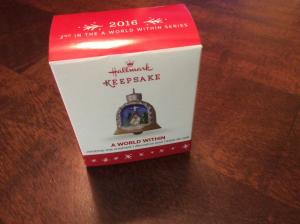 2016
2ND IN THE A WORLD WITHIN SERIES
Hallmark
KEEPSAKE
A WORLD WITHIN